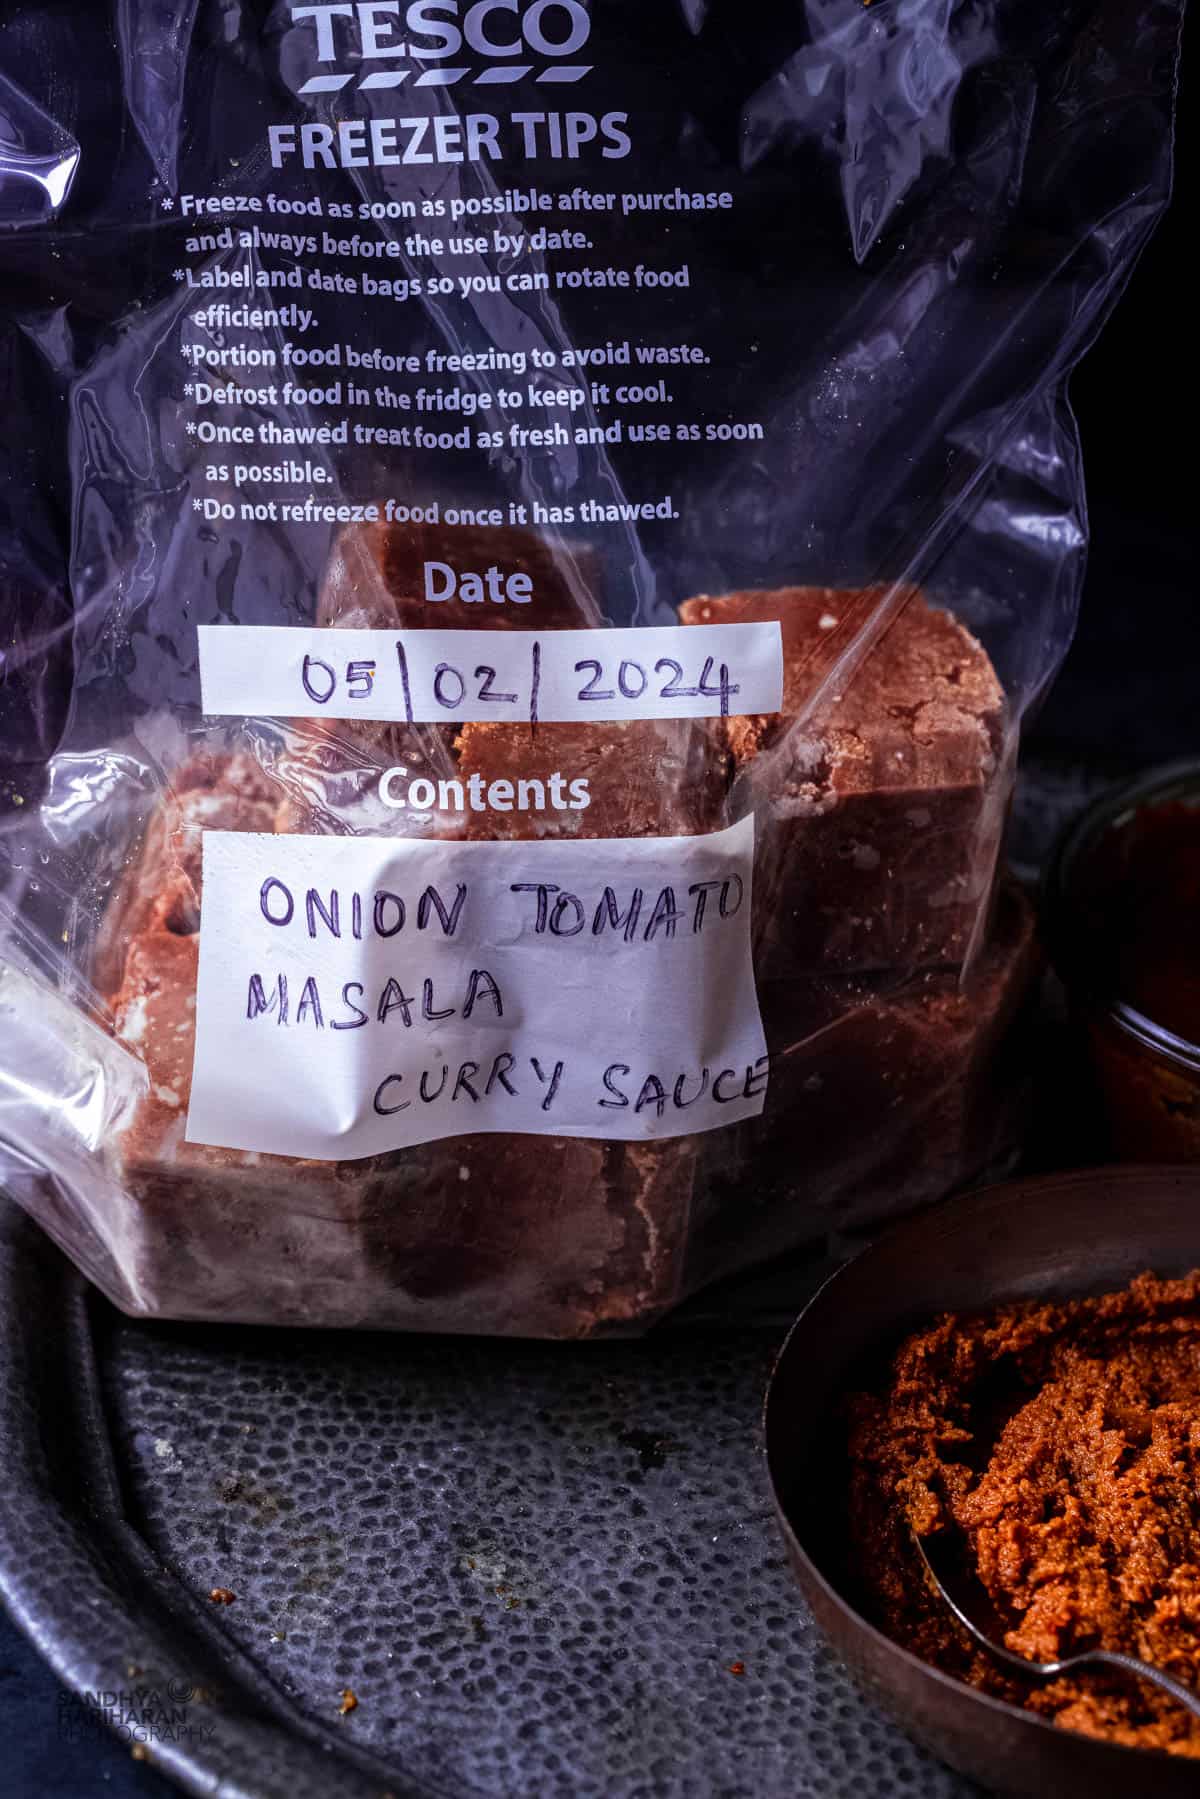 TESCO
FREEZER TIPS
* Freeze food as soon as possible after purchase
and always before the use by date.
*Label and date bags so you can rotate food
efficiently.
*Portion food before freezing to avoid waste.
*Defrost food in the fridge to keep it cool.
*Once thawed treat food as fresh and use as soon
as possible.
*Do not refreeze food once it has thawed.
Date
05|02|2024
Contents
ONION TOMATO
MASALA
CURRY SAUCE
SANDHYA
HARIHARAN
PHOTOGRAPHY